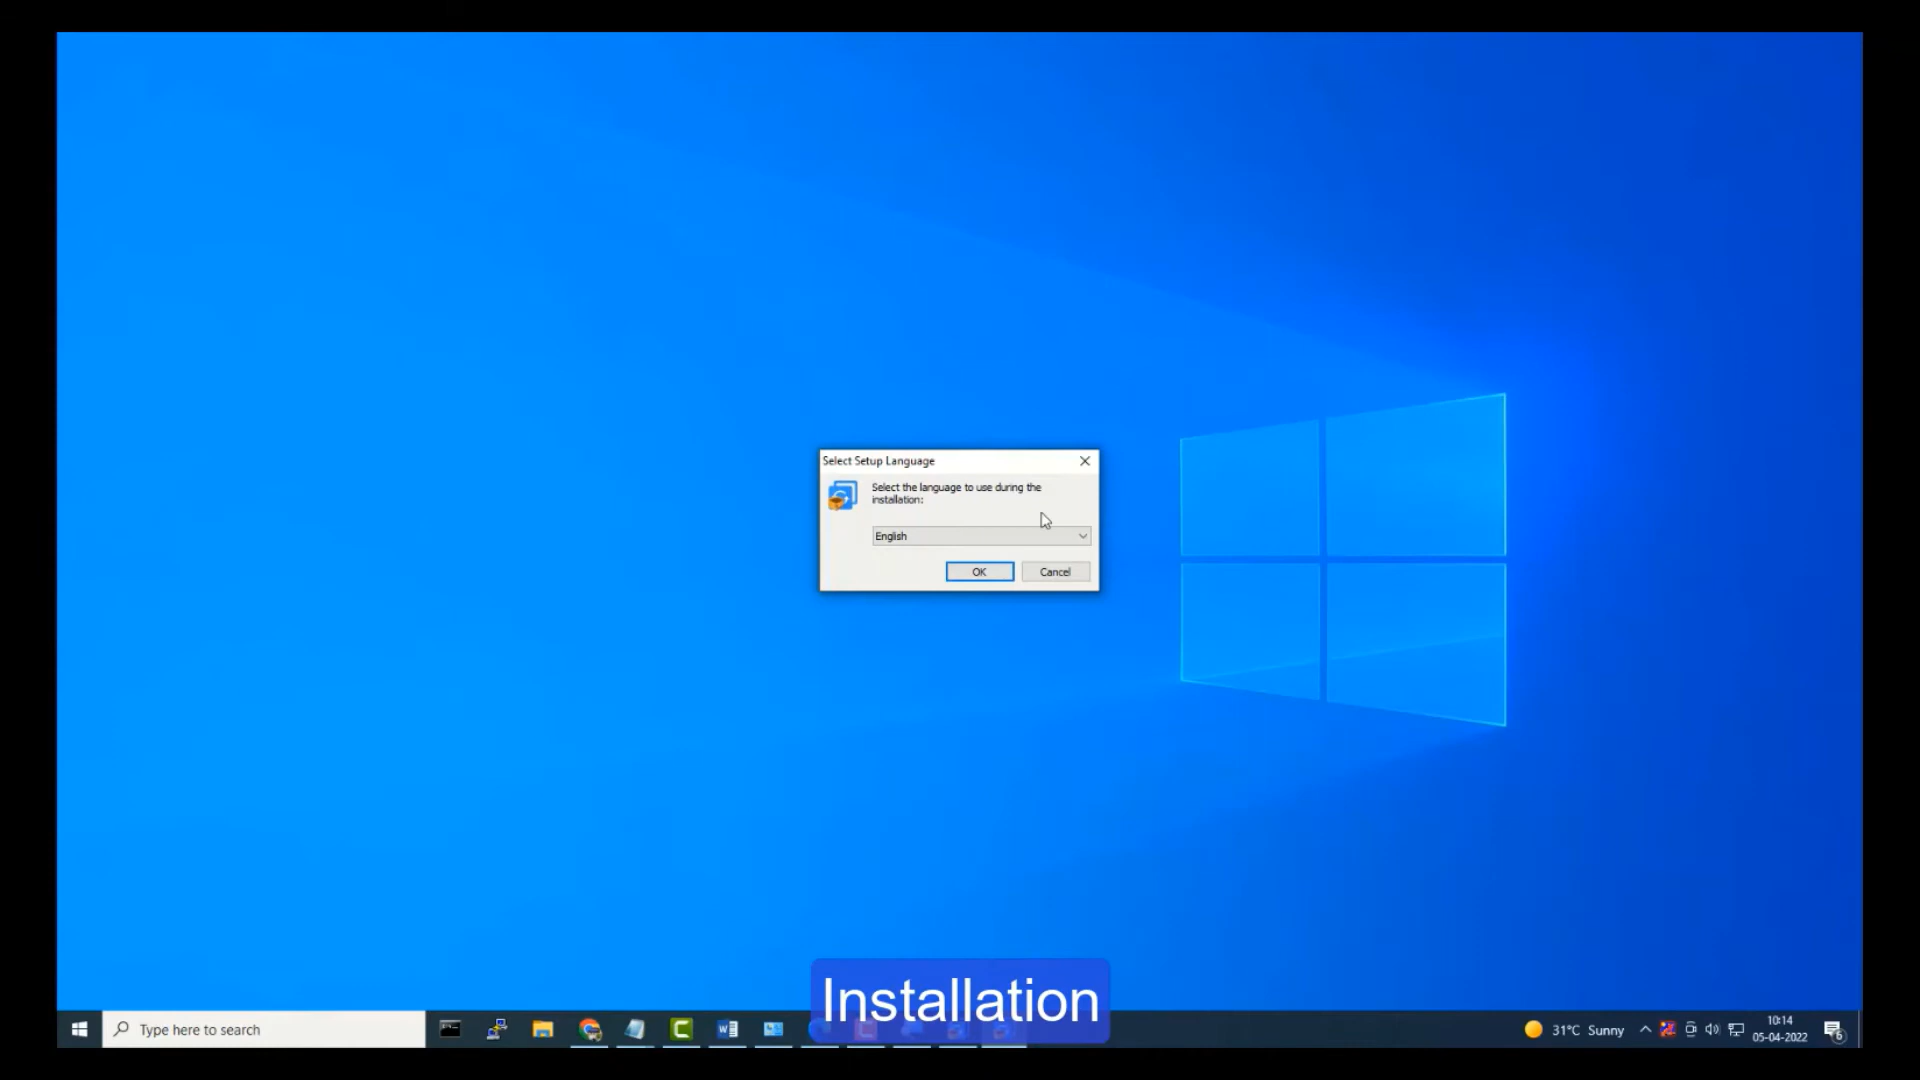 Select Setup Language
Select the language to use during the
installation:
English
OK
Cancel
Installation
Type here to search
31°C Sunny
10:14
05-04-2022
6